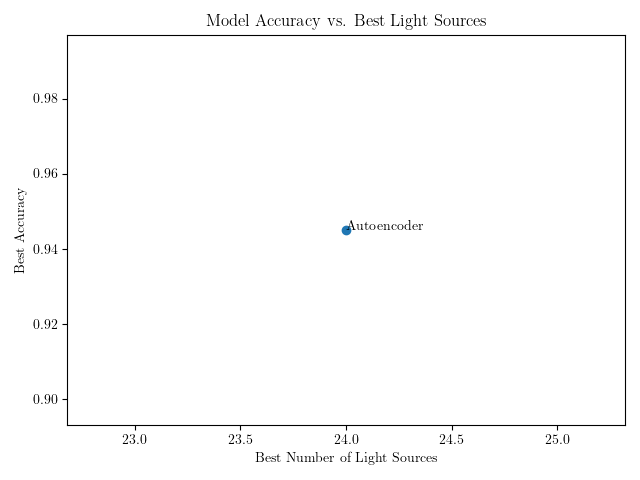 Model Accuracy vs. Best Light Sources
0.98
0.96
0.94
0.92
0.90
Best Accuracy
Autoencoder
23.0
23.5
24.0
24.5
25.0
Best Number of Light Sources